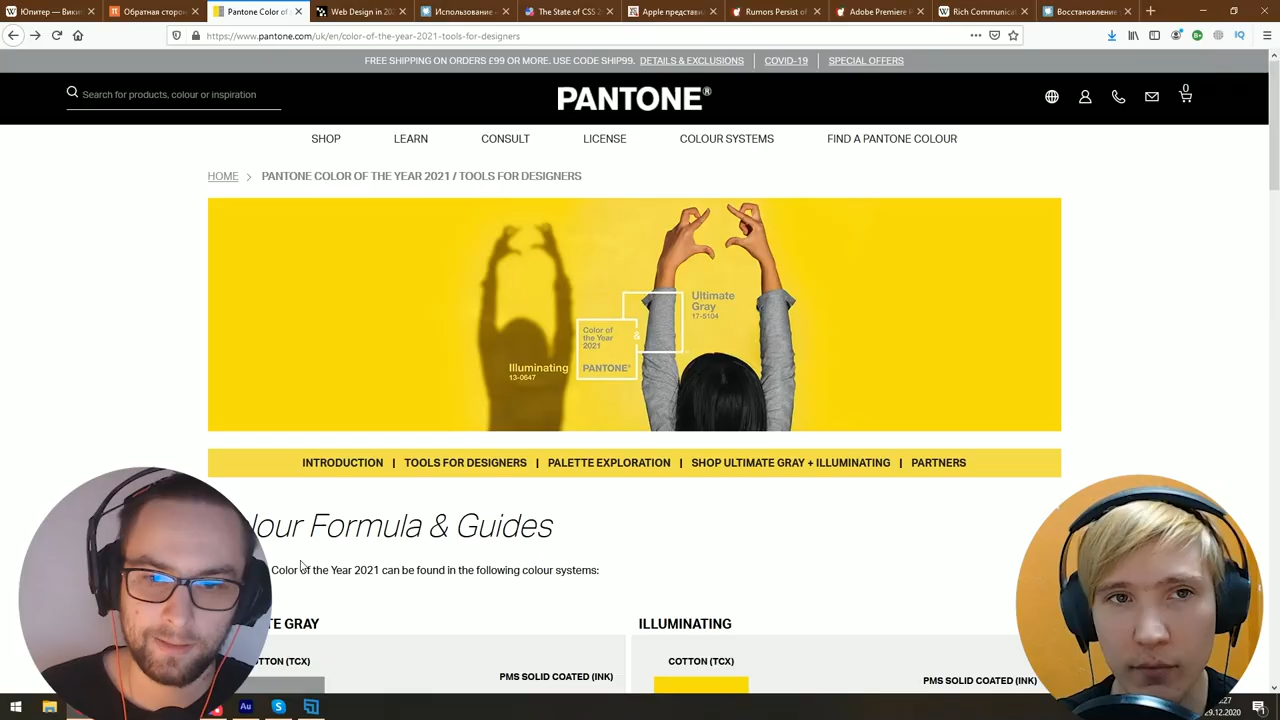 Юпитер — Вики
Обратная сторо
Pantone Color of
Web Design in 202
Использование
The State of CSS 2
Apple представ
Rumors Persist of
Adobe Premiere
Rich Communicat
Восстановление
https://www.pantone.com/uk/en/color-of-the-year-2021-tools-for-designers
FREE SHIPPING ON ORDERS £99 OR MORE. USE CODE SHIP99. DETAILS & EXCLUSIONS COVID-19 SPECIAL OFFERS
Search for products, colour or inspiration
PANTONE®
0
SHOP LEARN CONSULT LICENSE COLOUR SYSTEMS FIND A PANTONE COLOUR
HOME > PANTONE COLOR OF THE YEAR 2021 / TOOLS FOR DESIGNERS
Ultimate
Gray
17-5104
Color of
the Year
2021
&
PANTONE®
Illuminating
13-0647
INTRODUCTION | TOOLS FOR DESIGNERS | PALETTE EXPLORATION | SHOP ULTIMATE GRAY + ILLUMINATING | PARTNERS
olour Formula & Guides
Color of the Year 2021 can be found in the following colour systems:
TE GRAY
ILLUMINATING
TTON (TCX)
PMS SOLID COATED (INK)
COTTON (TCX)
PMS SOLID COATED (INK)
Au
:27
29.12.2020